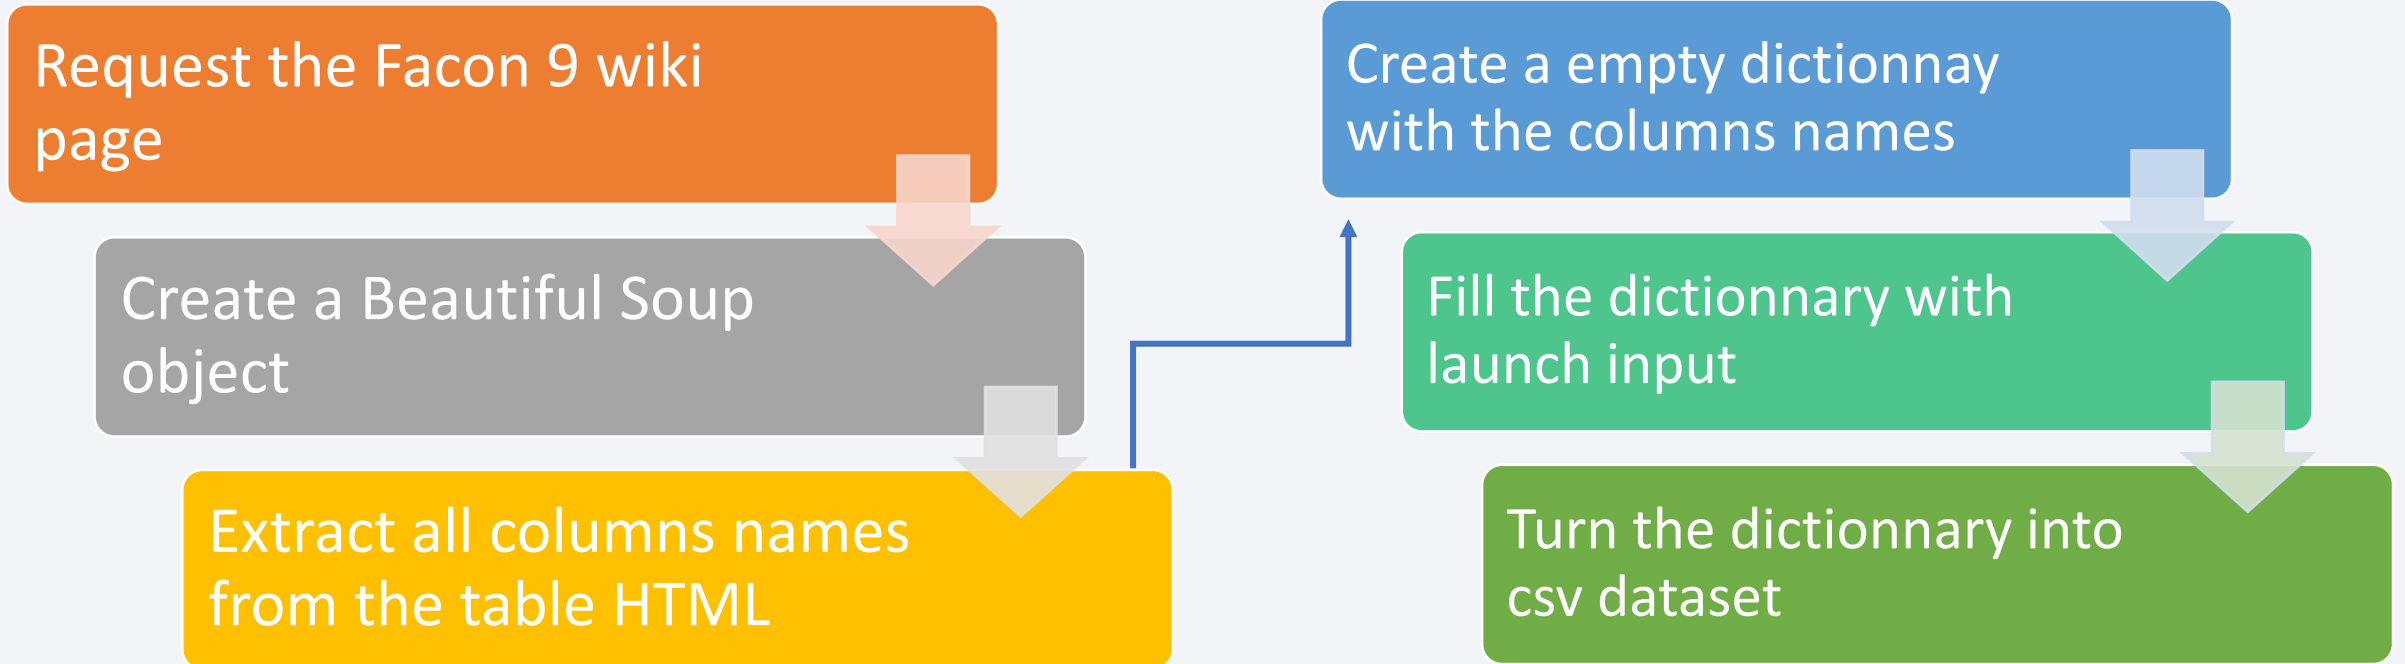 Request the Facon 9 wiki
page
Create a Beautiful Soup
object
Extract all columns names
from the table HTML
Create a empty dictionnay
with the columns names
Fill the dictionnary with
launch input
Turn the dictionnary into
csv dataset